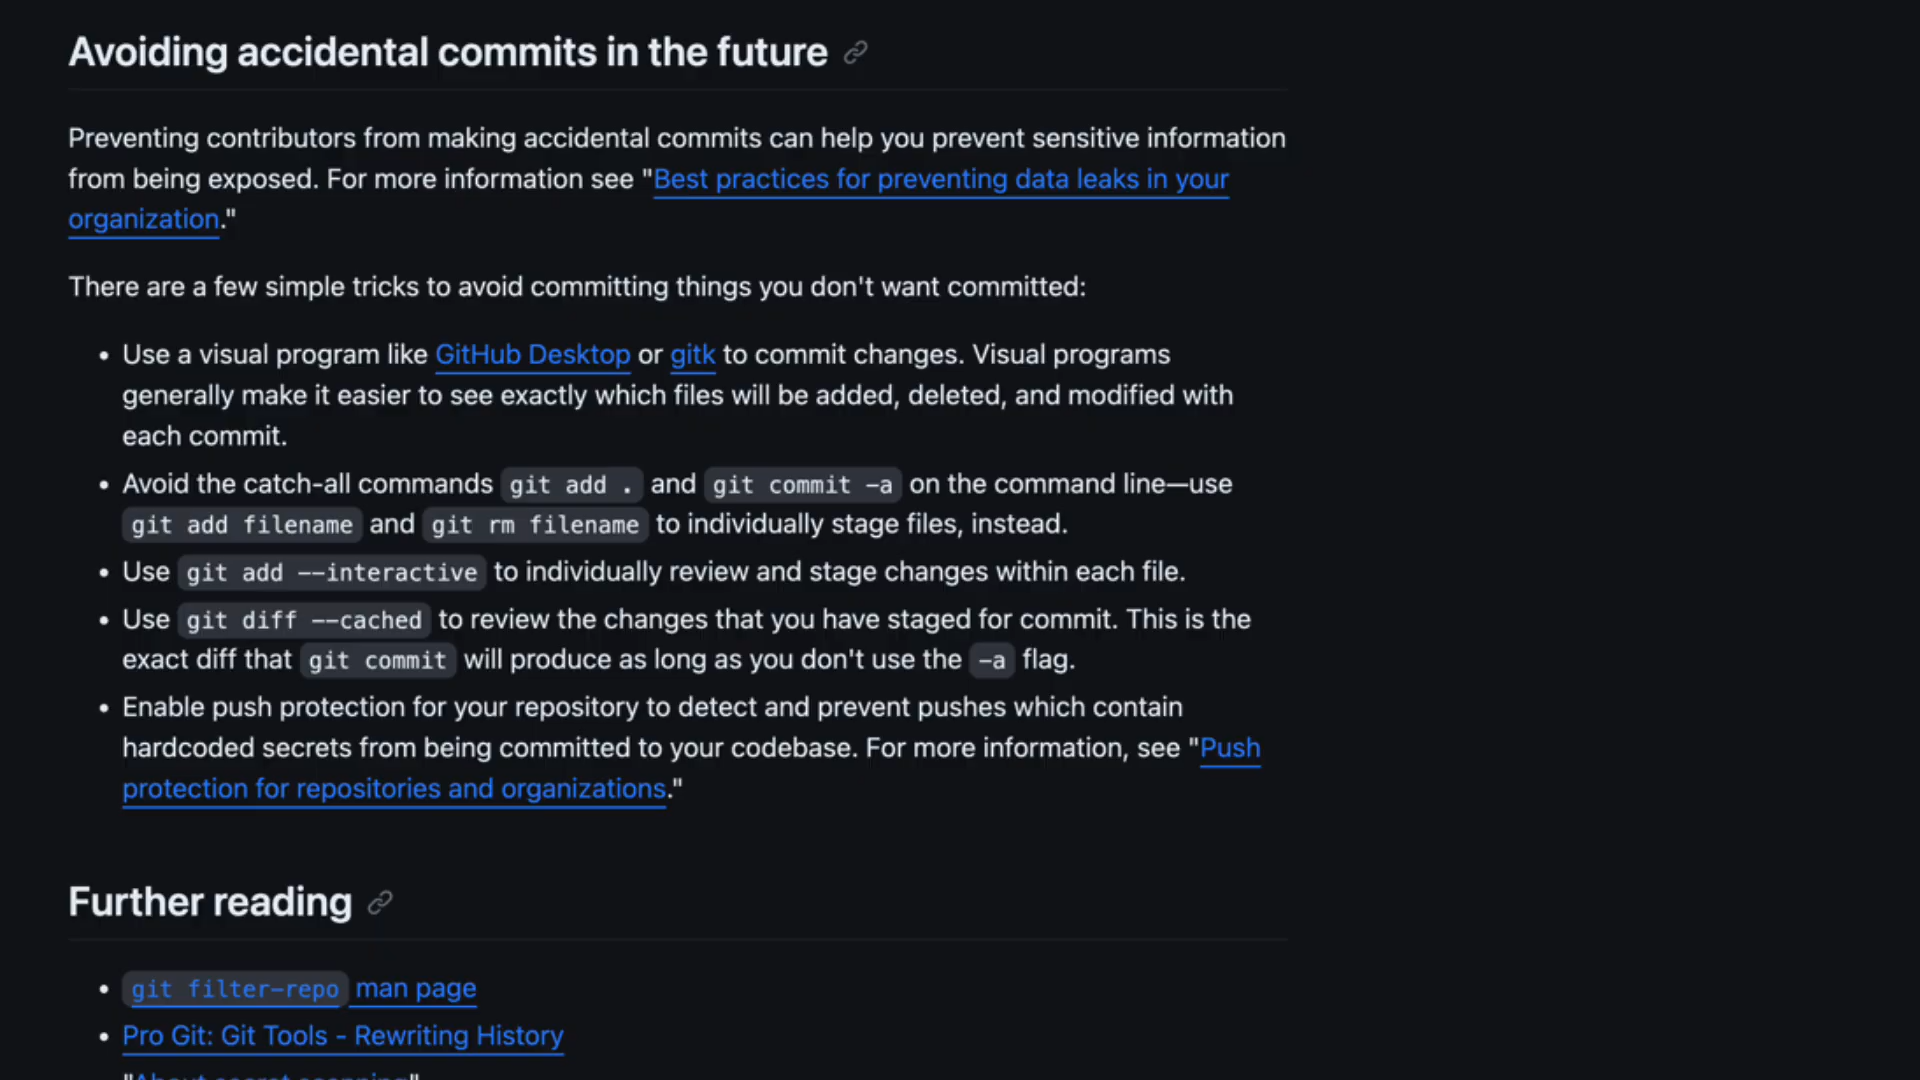 Avoiding accidental commits in the future
Preventing contributors from making accidental commits can help you prevent sensitive information
from being exposed. For more information see "Best practices for preventing data leaks in your
organization."
There are a few simple tricks to avoid committing things you don't want committed:
• Use a visual program like GitHub Desktop or gitk to commit changes. Visual programs
generally make it easier to see exactly which files will be added, deleted, and modified with
each commit.
• Avoid the catch-all commands git add . and git commit -a on the command line—use
git add filename and git rm filename to individually stage files, instead.
• Use git add --interactive to individually review and stage changes within each file.
• Use git diff --cached to review the changes that you have staged for commit. This is the
exact diff that git commit will produce as long as you don't use the -a flag.
• Enable push protection for your repository to detect and prevent pushes which contain
hardcoded secrets from being committed to your codebase. For more information, see "Push
protection for repositories and organizations."
Further reading
• git filter-repo man page
• Pro Git: Git Tools - Rewriting History
"About secret scanning"